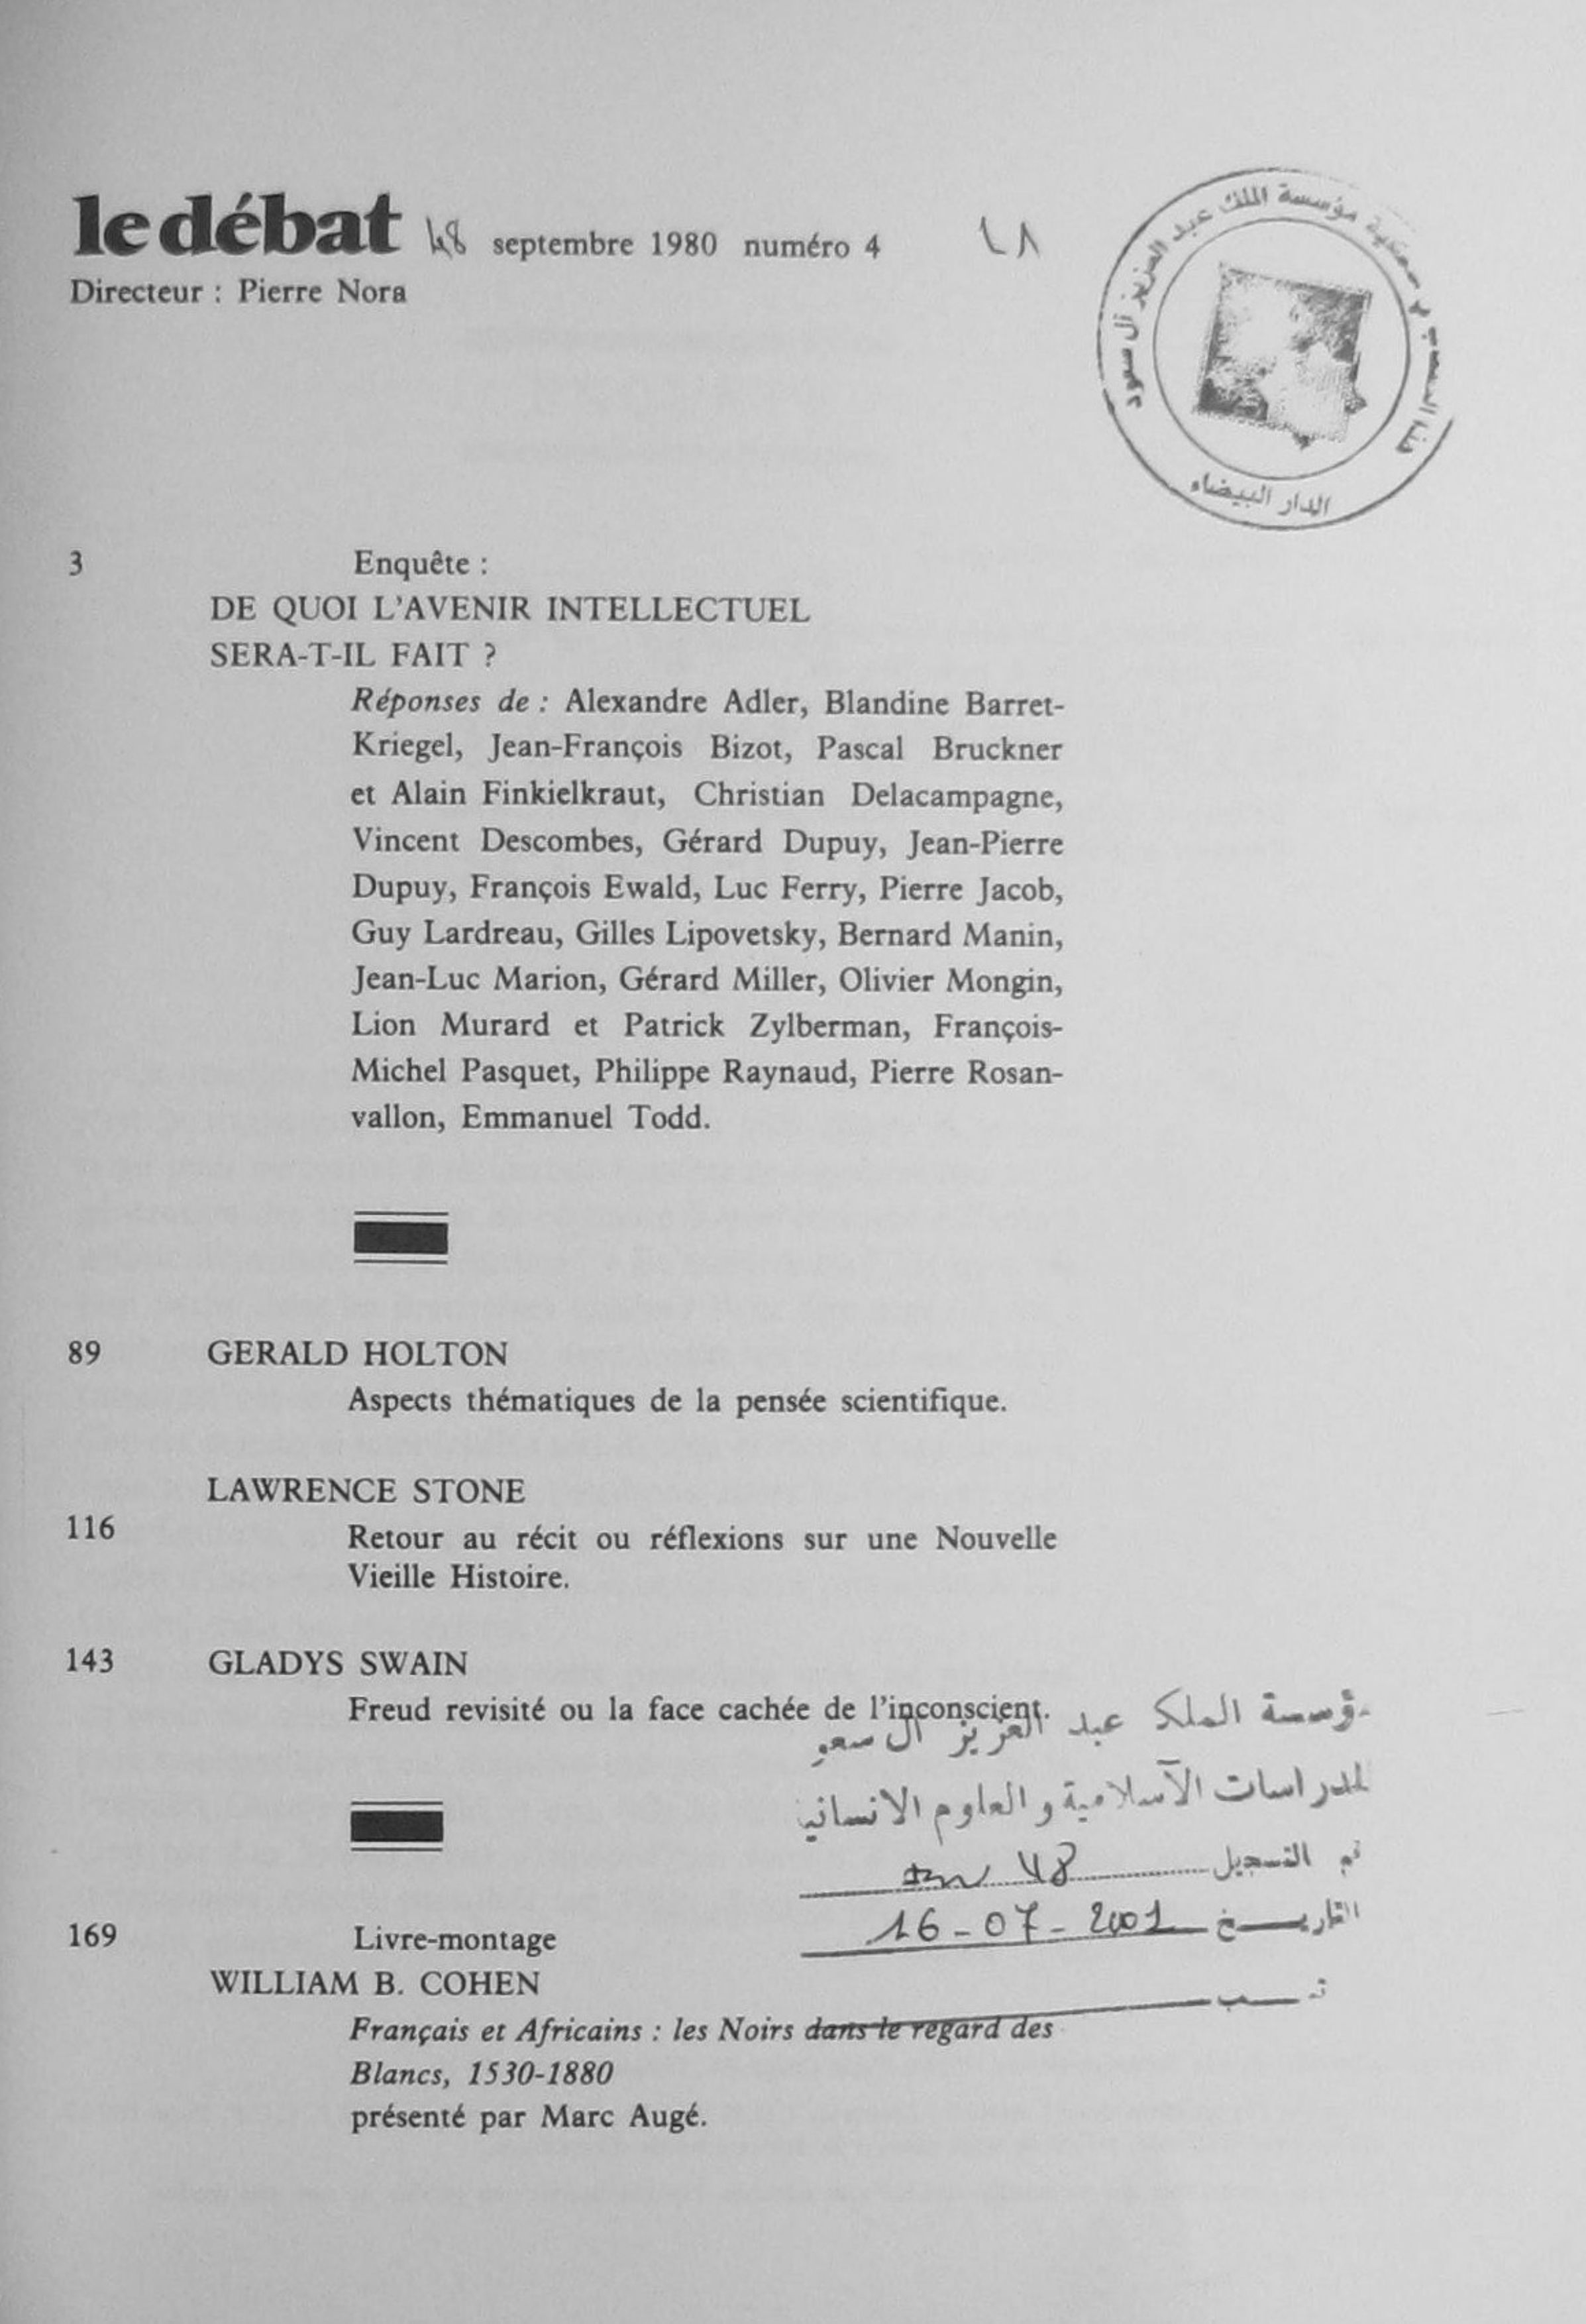 le débat 48 septembre 1980 numéro 4
Directeur : Pierre Nora
مؤسسة الملك عبد العزيز آل سعود
الدار البيضاء
3 Enquête :
DE QUOI L'AVENIR INTELLECTUEL
SERA-T-IL FAIT ?
Réponses de : Alexandre Adler, Blandine Barret-
Kriegel, Jean-François Bizot, Pascal Bruckner
et Alain Finkielkraut, Christian Delacampagne,
Vincent Descombes, Gérard Dupuy, Jean-Pierre
Dupuy, François Ewald, Luc Ferry, Pierre Jacob,
Guy Lardreau, Gilles Lipovetsky, Bernard Manin,
Jean-Luc Marion, Gérard Miller, Olivier Mongin,
Lion Murard et Patrick Zylberman, François-
Michel Pasquet, Philippe Raynaud, Pierre Rosan-
vallon, Emmanuel Todd.
89 GERALD HOLTON
Aspects thématiques de la pensée scientifique.
LAWRENCE STONE
116 Retour au récit ou réflexions sur une Nouvelle
Vieille Histoire.
143 GLADYS SWAIN
Freud revisité ou la face cachée de l'inconscient.
ؤسسة الملك عبد العزيز ال سعو
للدراسات الآسلامية و العلوم الانساني
تم التسجيل 48
التاريخ 16-07-2001
169 Livre-montage
WILLIAM B. COHEN
Français et Africains : les Noirs dans le regard des
Blancs, 1530-1880
présenté par Marc Augé.